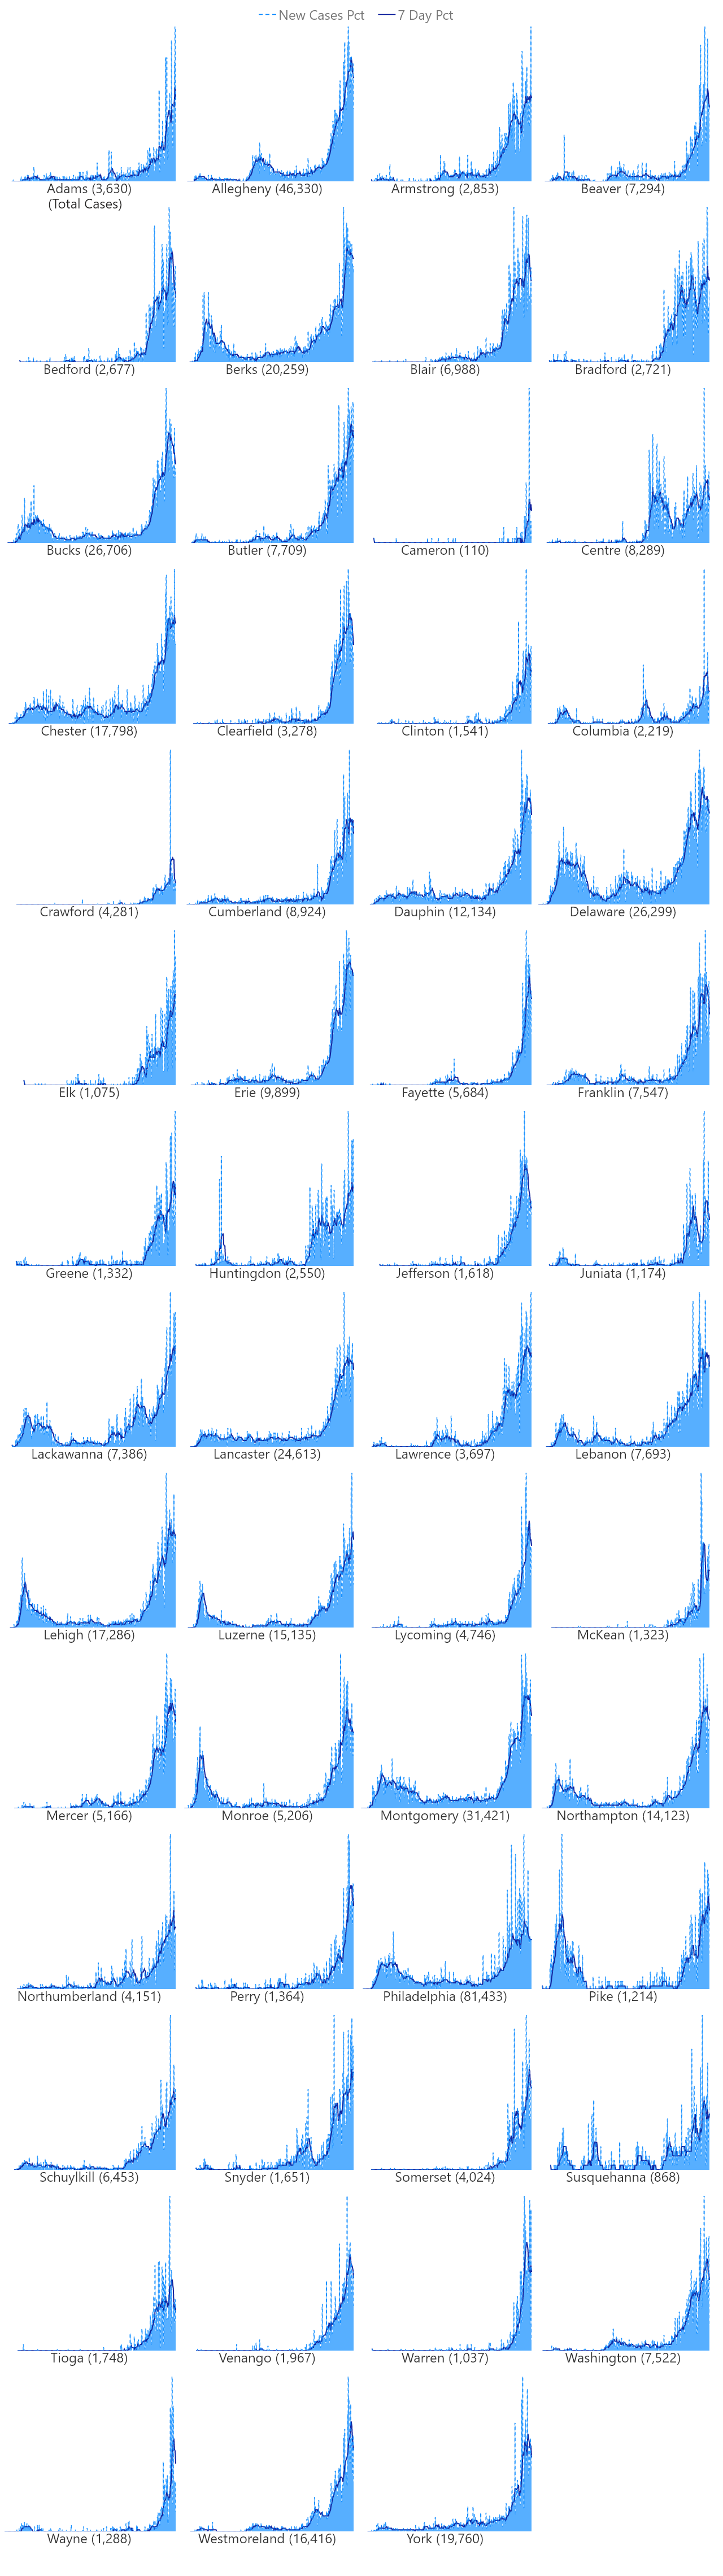 New Cases Pct 7 Day Pct
Adams (3,630) Allegheny (46,330) Armstrong (2,853) Beaver (7,294)
(Total Cases)
Bedford (2,677) Berks (20,259) Blair (6,988) Bradford (2,721)
Bucks (26,706) Butler (7,709) Cameron (110) Centre (8,289)
Chester (17,798) Clearfield (3,278) Clinton (1,541) Columbia (2,219)
Crawford (4,281) Cumberland (8,924) Dauphin (12,134) Delaware (26,299)
Elk (1,075) Erie (9,899) Fayette (5,684) Franklin (7,547)
Greene (1,332) Huntingdon (2,550) Jefferson (1,618) Juniata (1,174)
Lackawanna (7,386) Lancaster (24,613) Lawrence (3,697) Lebanon (7,693)
Lehigh (17,286) Luzerne (15,135) Lycoming (4,746) McKean (1,323)
Mercer (5,166) Monroe (5,206) Montgomery (31,421) Northampton (14,123)
Northumberland (4,151) Perry (1,364) Philadelphia (81,433) Pike (1,214)
Schuylkill (6,453) Snyder (1,651) Somerset (4,024) Susquehanna (868)
Tioga (1,748) Venango (1,967) Warren (1,037) Washington (7,522)
Wayne (1,288) Westmoreland (16,416) York (19,760)